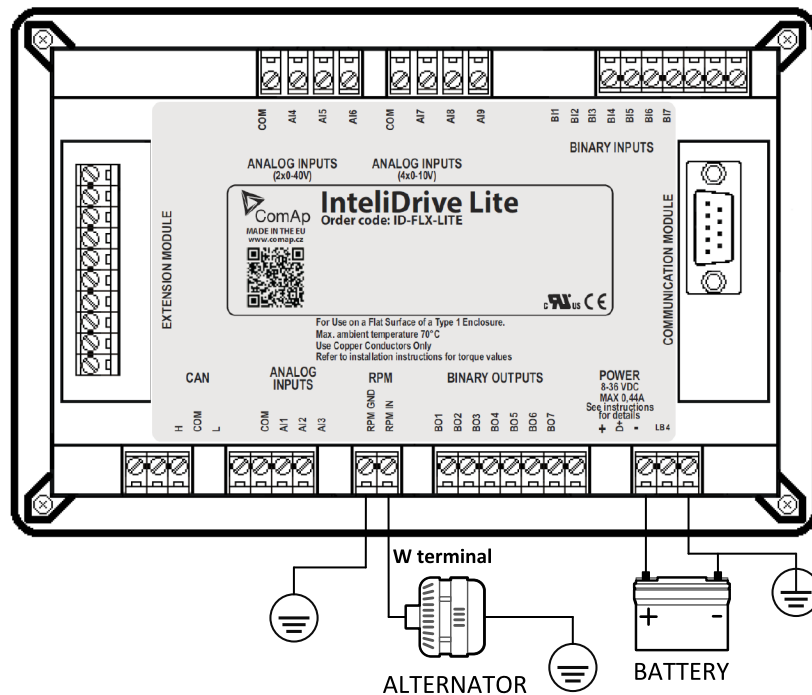 COM AI4 AI5 AI6 COM AI7 AI8 AI9 BI1 BI2 BI3 BI4 BI5 BI6 BI7
BINARY INPUTS
ANALOG INPUTS
(2x0-40V)
ANALOG INPUTS
(4x0-10V)
EXTENSION MODULE
COMMUNICATION MODULE
ComAp
MADE IN THE EU
www.comap.cz
InteliDrive Lite
Order code: ID-FLX-LITE
c RU US CE
For Use on a Flat Surface of a Type 1 Enclosure.
Max. ambient temperature 70°C
Use Copper Conductors Only
Refer to installation instructions for torque values
CAN
ANALOG
INPUTS
RPM
BINARY OUTPUTS
POWER
8-36 VDC
MAX 0,44A
See instructions
for details
H COM L
COM AI1 AI2 AI3
RPM GND RPM IN
BO1 BO2 BO3 BO4 BO5 BO6 BO7
+ D+ - LB4
W terminal
+ -
ALTERNATOR
BATTERY